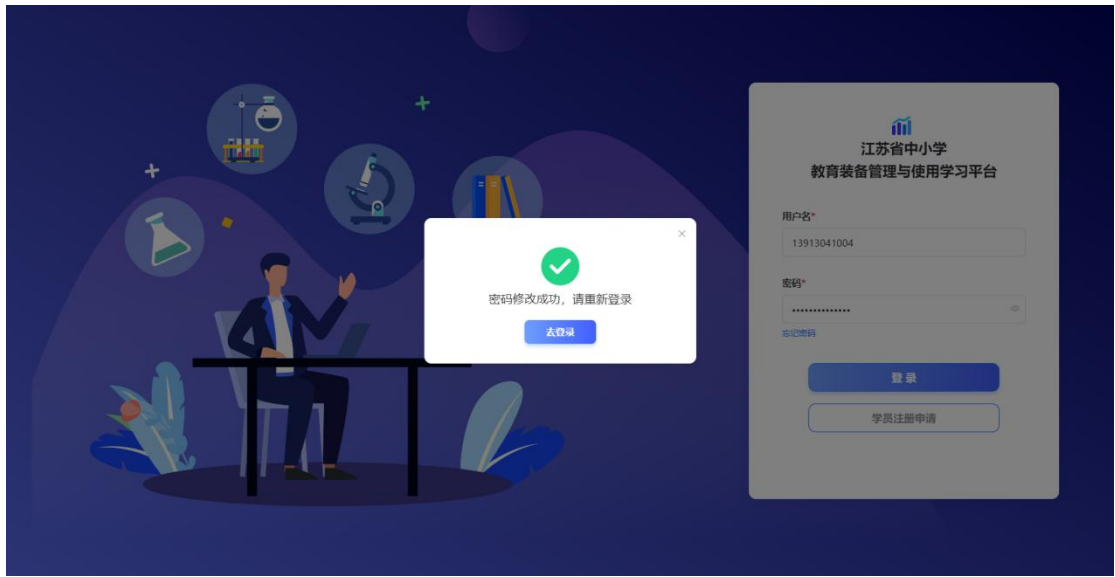 江苏省中小学
教育装备管理与使用学习平台
用户名*
13913041004
密码*
••••••••••••••
忘记密码
登录
学员注册申请
密码修改成功，请重新登录
去登录